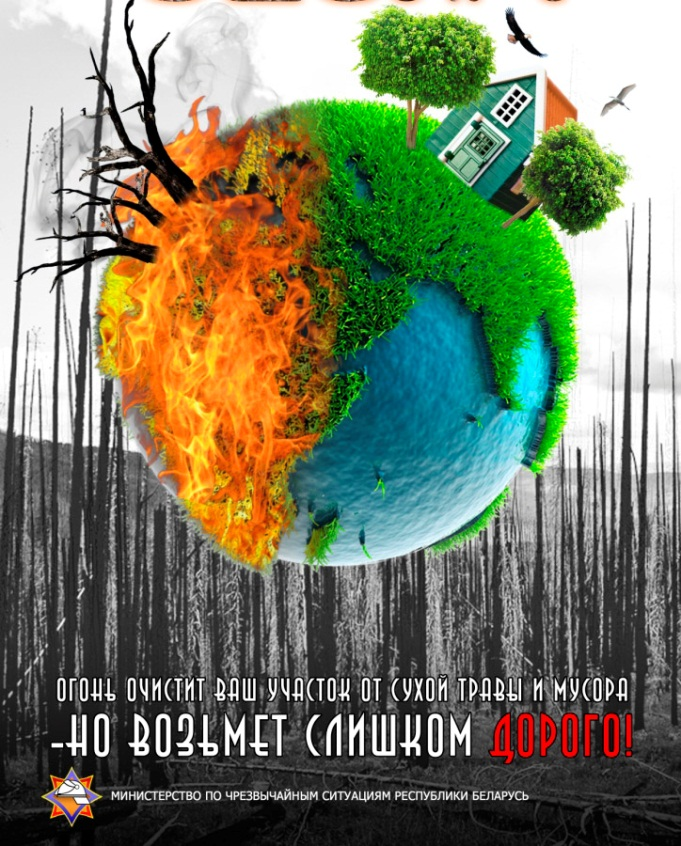 ОГОНЬ ОЧИСТИТ ВАШ УЧАСТОК ОТ СУХОЙ ТРАВЫ И МУСОРА
-НО ВОЗЬМЕТ СЛИШКОМ ДОРОГО!
МИНИСТЕРСТВО ПО ЧРЕЗВЫЧАЙНЫМ СИТУАЦИЯМ РЕСПУБЛИКИ БЕЛАРУСЬ